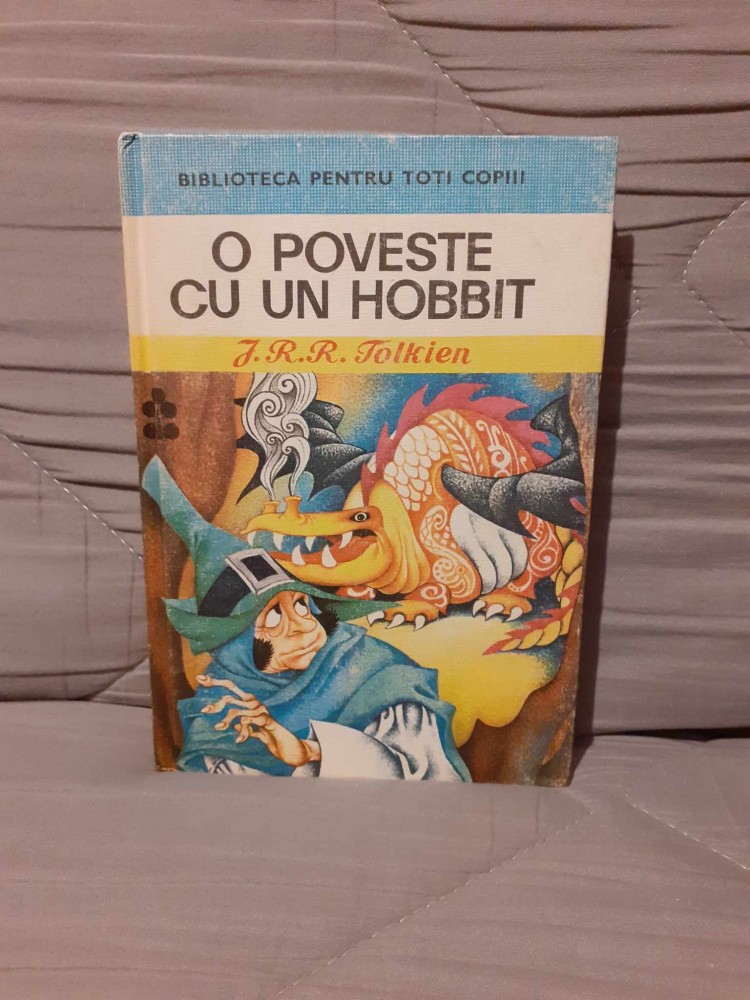 BIBLIOTECA PENTRU TOTI COPIII
O POVESTE
CU UN HOBBIT
J.R.R. Tolkien